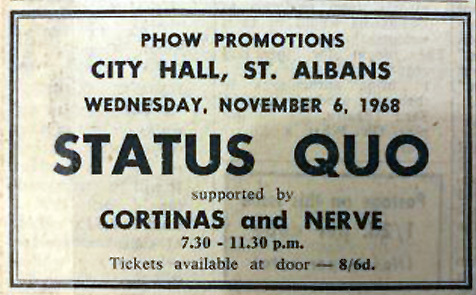 PHOW PROMOTIONS
CITY HALL, ST. ALBANS
WEDNESDAY, NOVEMBER 6, 1968
STATUS QUO
supported by
CORTINAS and NERVE
7.30 - 11.30 p.m.
Tickets available at door — 8/6d.